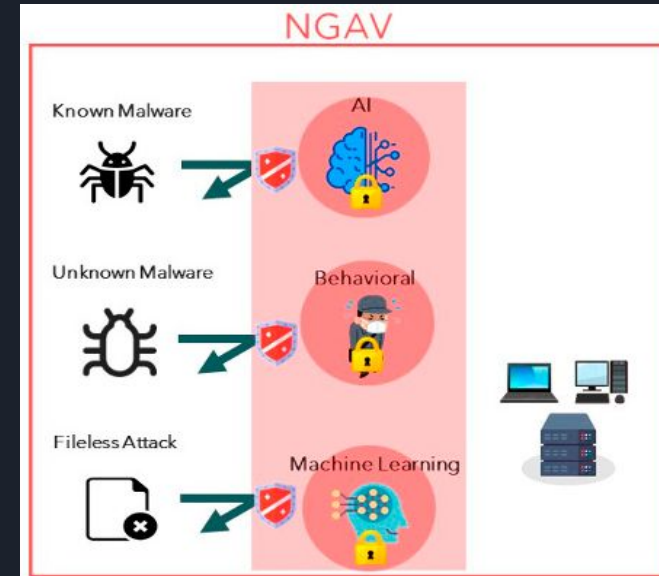 NGAV
Known Malware
AI
Unknown Malware
Behavioral
Fileless Attack
Machine Learning